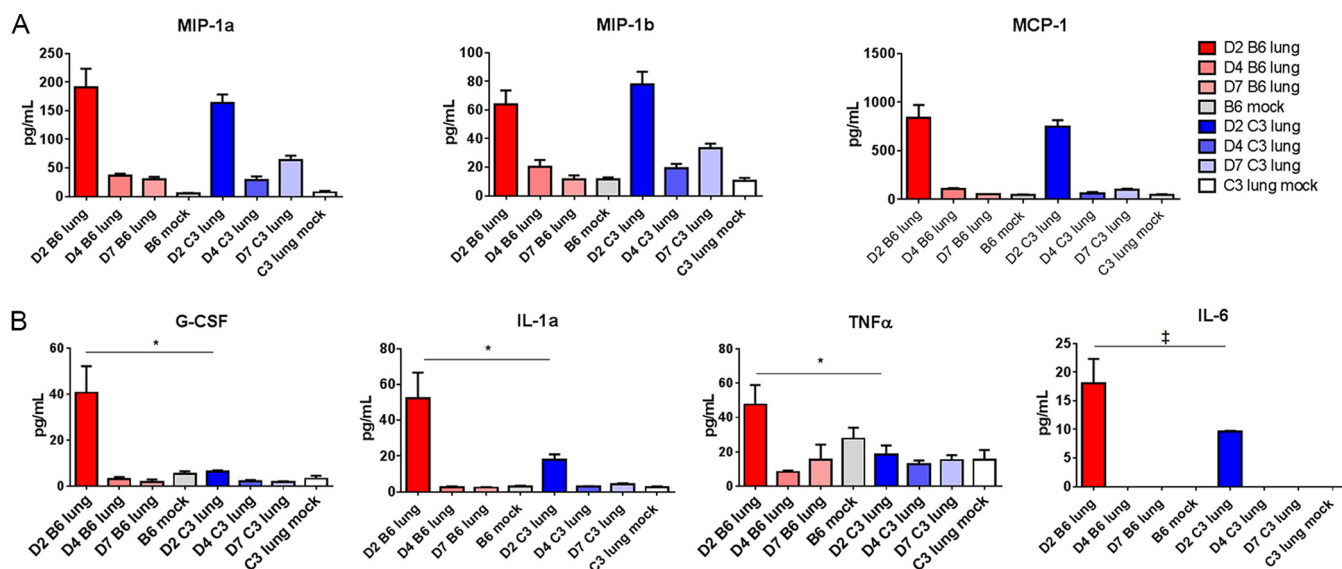 A
MIP-1a
pg/mL
250
200
150
100
50
0
D2 B6 lung
D4 B6 lung
D7 B6 lung
B6 mock
D2 C3 lung
D4 C3 lung
D7 C3 lung
C3 lung mock
MIP-1b
pg/mL
100
80
60
40
20
0
D2 B6 lung
D4 B6 lung
D7 B6 lung
B6 mock
D2 C3 lung
D4 C3 lung
D7 C3 lung
C3 lung mock
MCP-1
pg/mL
1500
1000
500
0
D2 B6 lung
D4 B6 lung
D7 B6 lung
B6 mock
D2 C3 lung
D4 C3 lung
D7 C3 lung
C3 lung mock
D2 B6 lung
D4 B6 lung
D7 B6 lung
B6 mock
D2 C3 lung
D4 C3 lung
D7 C3 lung
C3 lung mock
B
G-CSF
pg/mL
60
40
20
0
*
D2 B6 lung
D4 B6 lung
D7 B6 lung
B6 mock
D2 C3 lung
D4 C3 lung
D7 C3 lung
C3 lung mock
IL-1a
pg/mL
80
60
40
20
0
*
D2 B6 lung
D4 B6 lung
D7 B6 lung
B6 mock
D2 C3 lung
D4 C3 lung
D7 C3 lung
C3 lung mock
TNFα
pg/mL
80
60
40
20
0
*
D2 B6 lung
D4 B6 lung
D7 B6 lung
B6 mock
D2 C3 lung
D4 C3 lung
D7 C3 lung
C3 lung mock
IL-6
pg/mL
25
20
15
10
5
0
‡
D2 B6 lung
D4 B6 lung
D7 B6 lung
B6 mock
D2 C3 lung
D4 C3 lung
D7 C3 lung
C3 lung mock